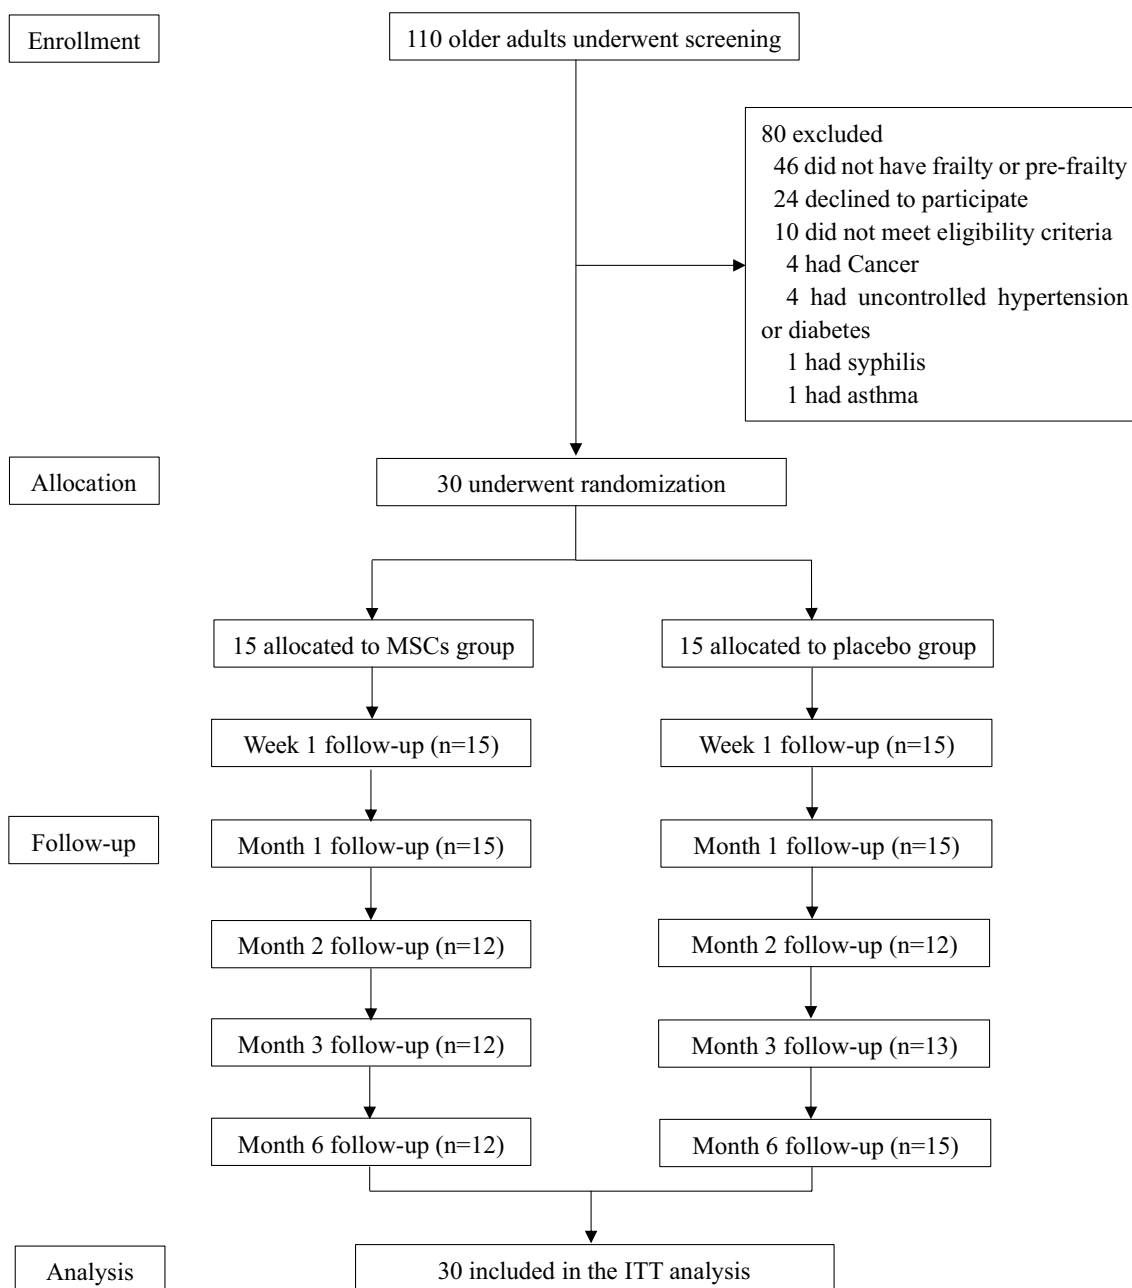 Enrollment
110 older adults underwent screening
80 excluded
46 did not have frailty or pre-frailty
24 declined to participate
10 did not meet eligibility criteria
4 had Cancer
4 had uncontrolled hypertension
or diabetes
1 had syphilis
1 had asthma
Allocation
30 underwent randomization
15 allocated to MSCs group
15 allocated to placebo group
Week 1 follow-up (n=15)
Week 1 follow-up (n=15)
Follow-up
Month 1 follow-up (n=15)
Month 1 follow-up (n=15)
Month 2 follow-up (n=12)
Month 2 follow-up (n=12)
Month 3 follow-up (n=12)
Month 3 follow-up (n=13)
Month 6 follow-up (n=12)
Month 6 follow-up (n=15)
Analysis
30 included in the ITT analysis